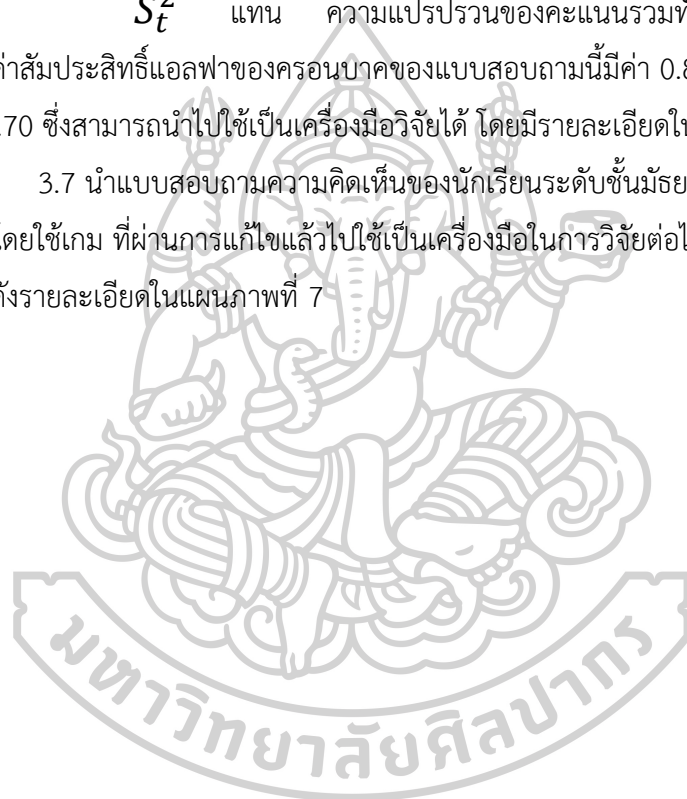 S_t^2 แทน ความแปรปรวนของคะแนนรวม
ค่าสัมประสิทธิ์แอลฟาของครอนบาคของแบบสอบถามนี้มีค่า 0.8
.70 ซึ่งสามารถนำไปใช้เป็นเครื่องมือวิจัยได้ โดยมีรายละเอียดใน
3.7 นำแบบสอบถามความคิดเห็นของนักเรียนระดับชั้นมัธย
โดยใช้เกม ที่ผ่านการแก้ไขแล้วไปใช้เป็นเครื่องมือในการวิจัยต่อไ
ดังรายละเอียดในแผนภาพที่ 7
มหาวิทยาลัยศิลปากร